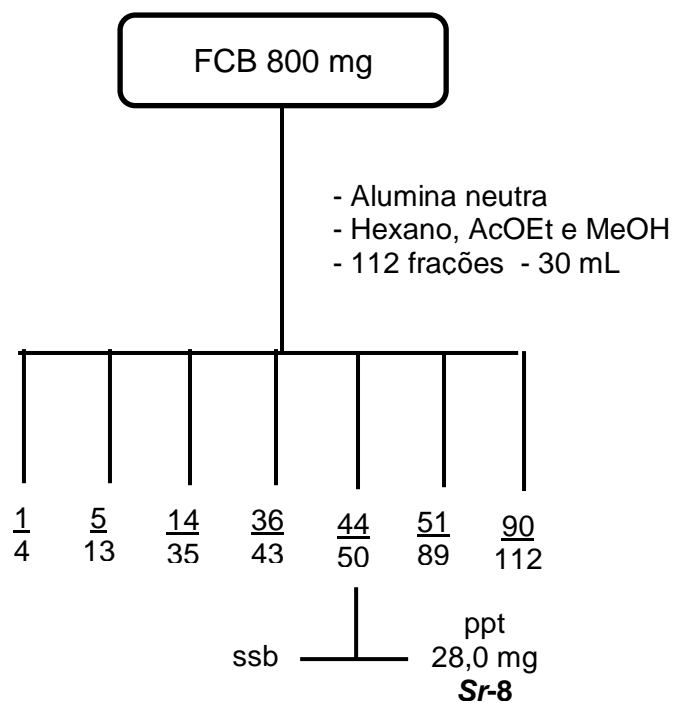 FCB 800 mg
- Alumina neutra
- Hexano, AcOEt e MeOH
- 112 frações - 30 mL
1 5 14 36 44 51 90
4 13 35 43 50 89 112
ppt
ssb 28,0 mg
Sr-8